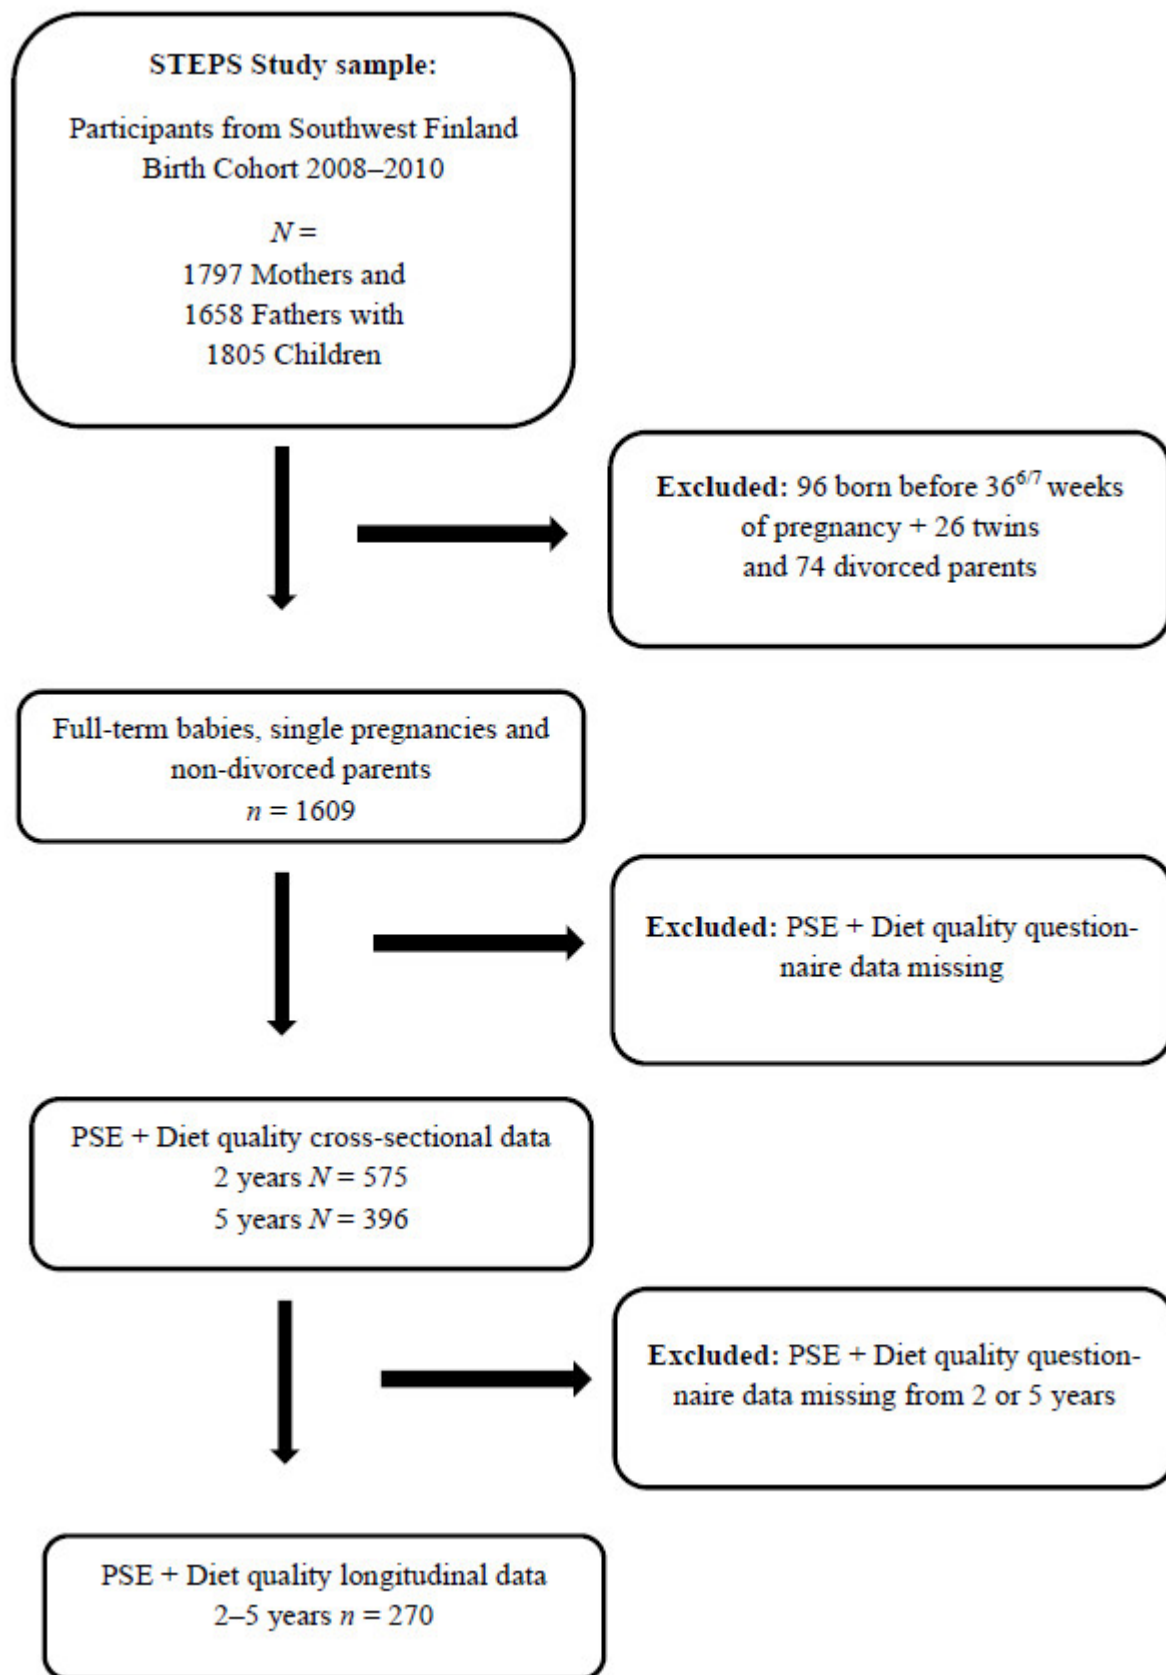 STEPS Study sample:
Participants from Southwest Finland
Birth Cohort 2008–2010
N =
1797 Mothers and
1658 Fathers with
1805 Children
Excluded: 96 born before 36^6/7 weeks
of pregnancy + 26 twins
and 74 divorced parents
Full-term babies, single pregnancies and
non-divorced parents
n = 1609
Excluded: PSE + Diet quality question-
naire data missing
PSE + Diet quality cross-sectional data
2 years N = 575
5 years N = 396
Excluded: PSE + Diet quality question-
naire data missing from 2 or 5 years
PSE + Diet quality longitudinal data
2–5 years n = 270